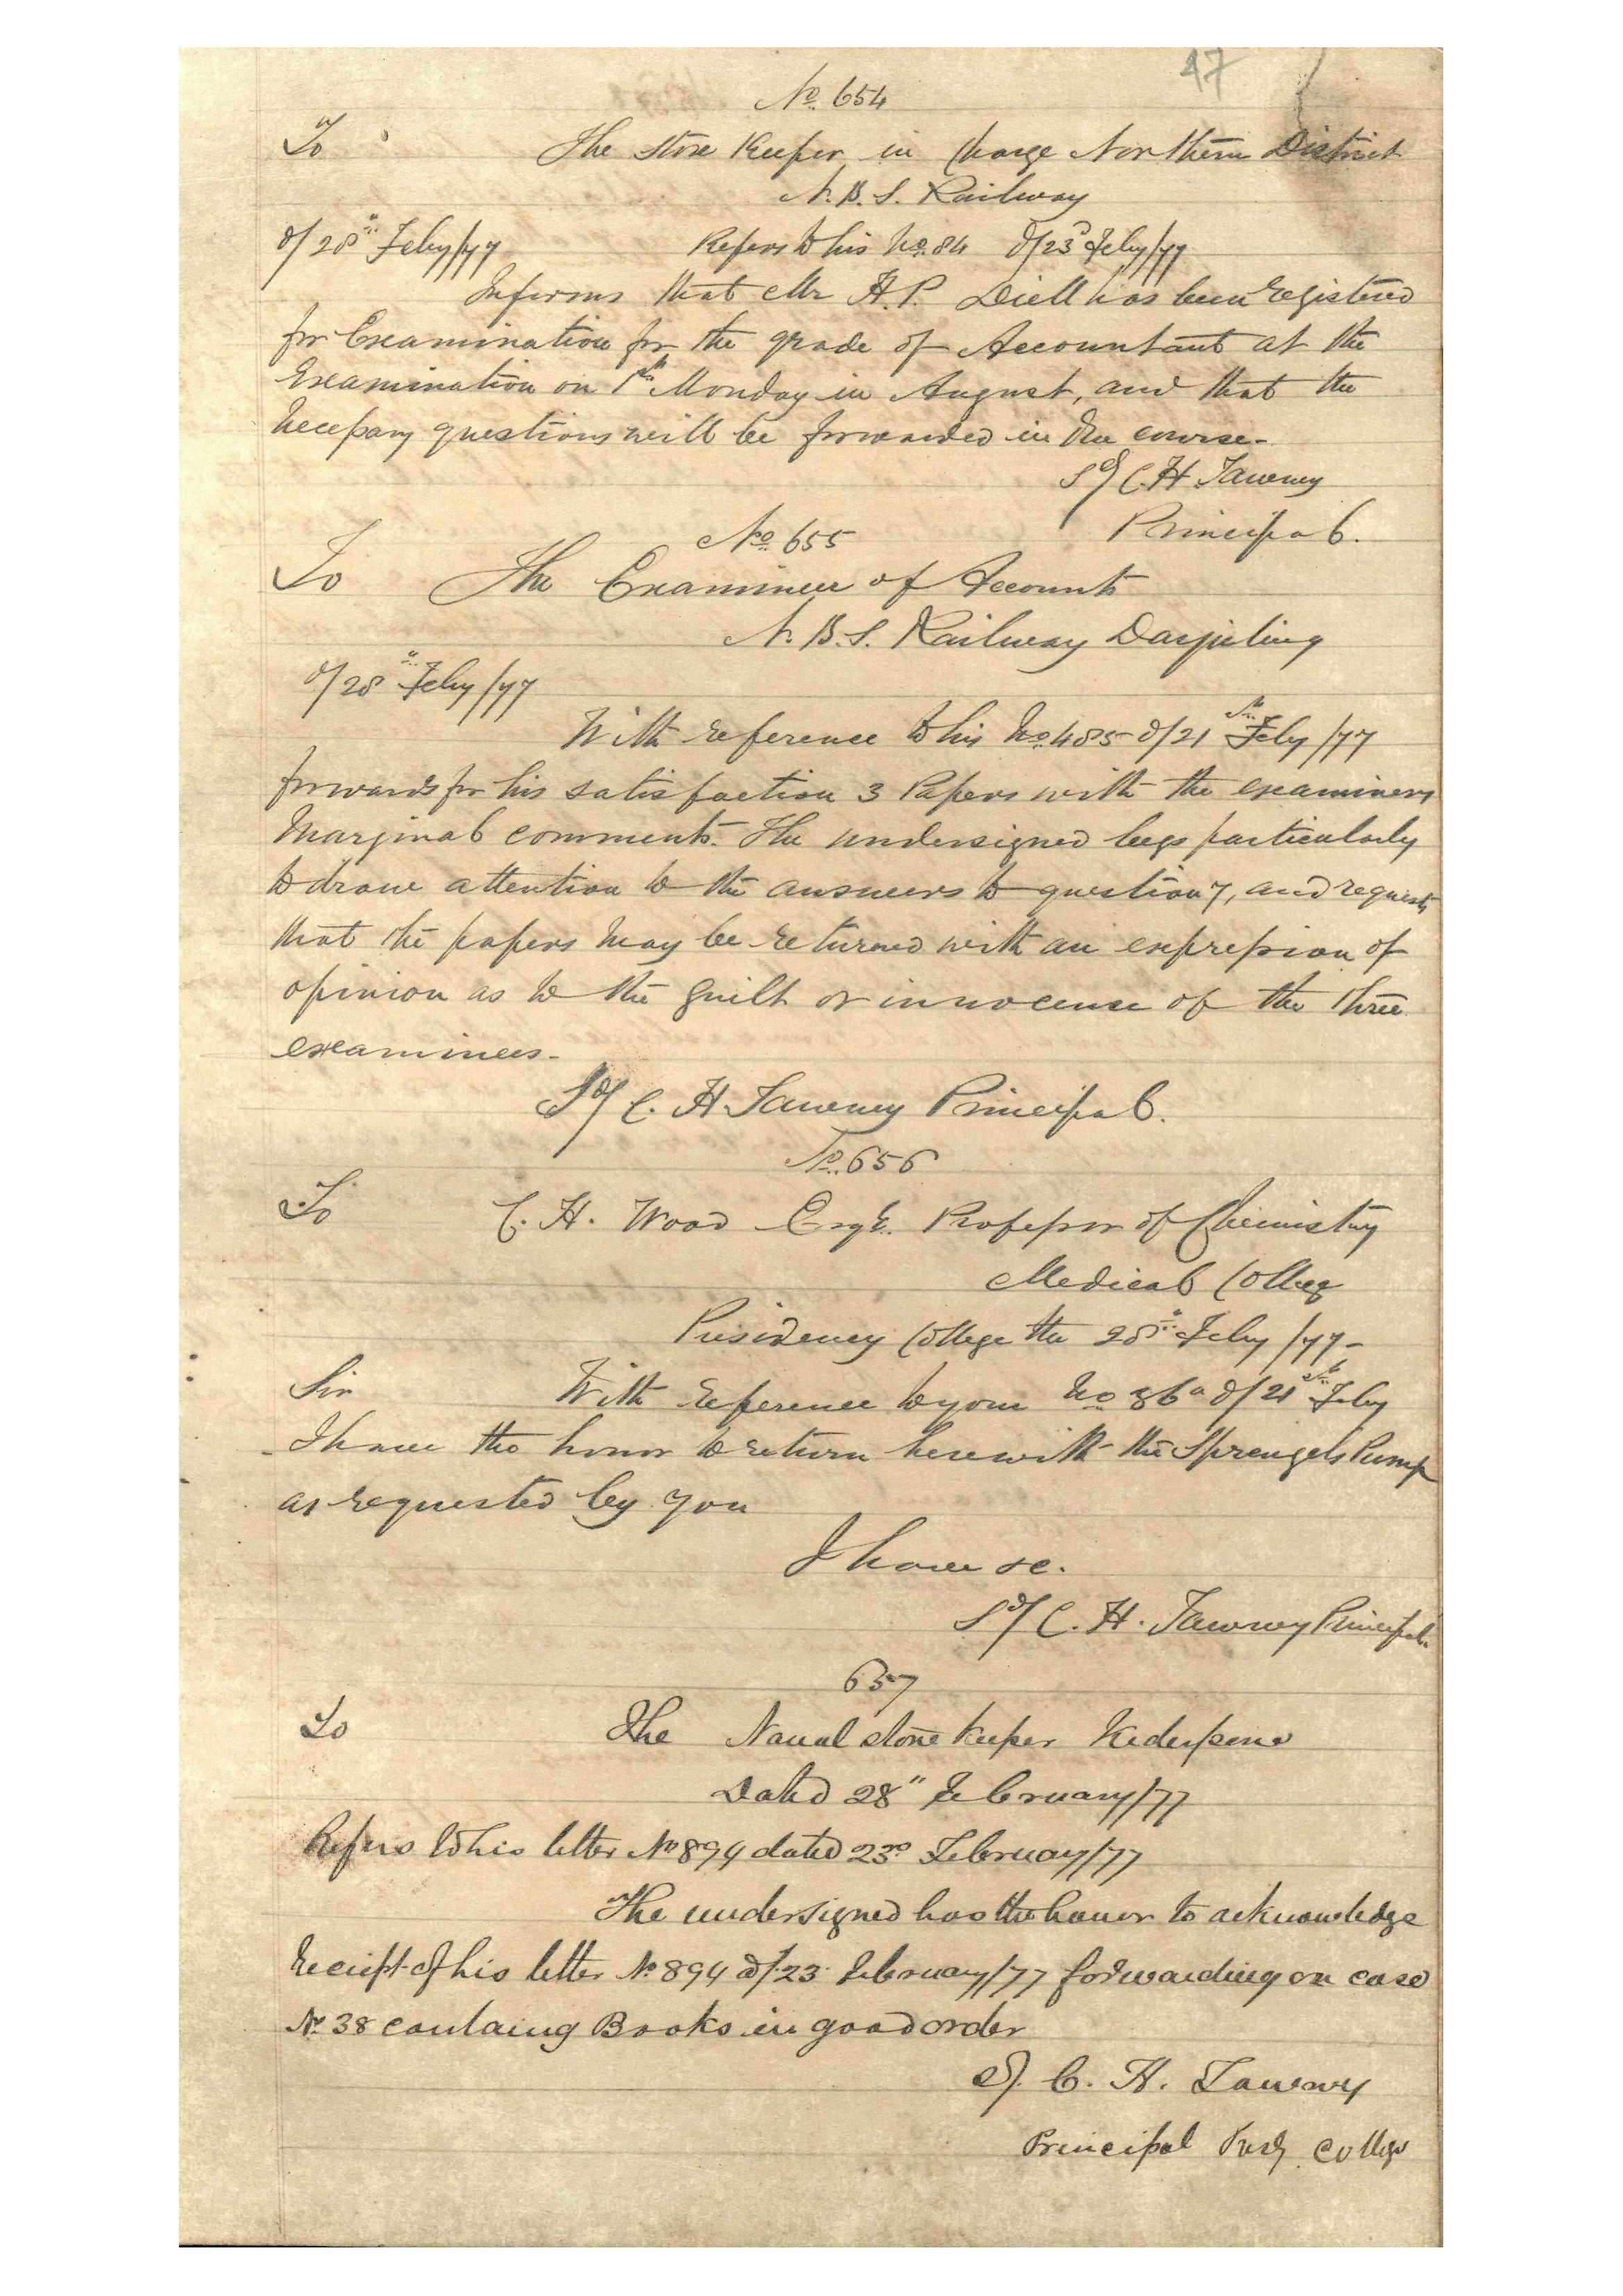 47
No. 654
To The Store Keeper in Charge Northern District
N. B. S. Railway
d/28th Feby/77 Refers to his No. 84 d/23d Feby/77
Informs that Mr H. P. has been registered
for Examination for the grade of Accountant at the
Examination on 1st Monday in August, and that the
necessary questions will be forwarded in due course.
Sd/ C. H Tawney
Principal.
No. 655
To The Examiner of Accounts
N. B. S. Railway Darjeeling
d/28th Feby/77
With reference to his No. 485 d/21st Feby/77
forwards for his satisfaction 3 Papers with the examiners
marginal comments. The undersigned begs particularly
to draw attention to the answers to question 7, and requests
that the papers may be returned with an expression of
opinion as to the guilt or innocence of the three
examinees.
Sd/ C. H Tawney Principal.
No. 656
To C. H. Wood Esqr. Professor of Chemistry
Medical College
Presidency College the 28th Feby/77
Sir With reference to your No 36a d/21st Feby
I have the honor to return herewith the Sprengels Pump
as requested by you
I have &c.
Sd/ C. H. Tawney Principal
657
To The Naval Store Keeper Kiderpore
Dated 28" February/77
Refers to his letter No 894 dated 23d February/77
The undersigned has the honor to acknowledge
receipt of his letter No 894 d/23 February/77 forwarding on case
No 38 containg Books in good order
Sd. C. H. Tawney
Principal Presy. College